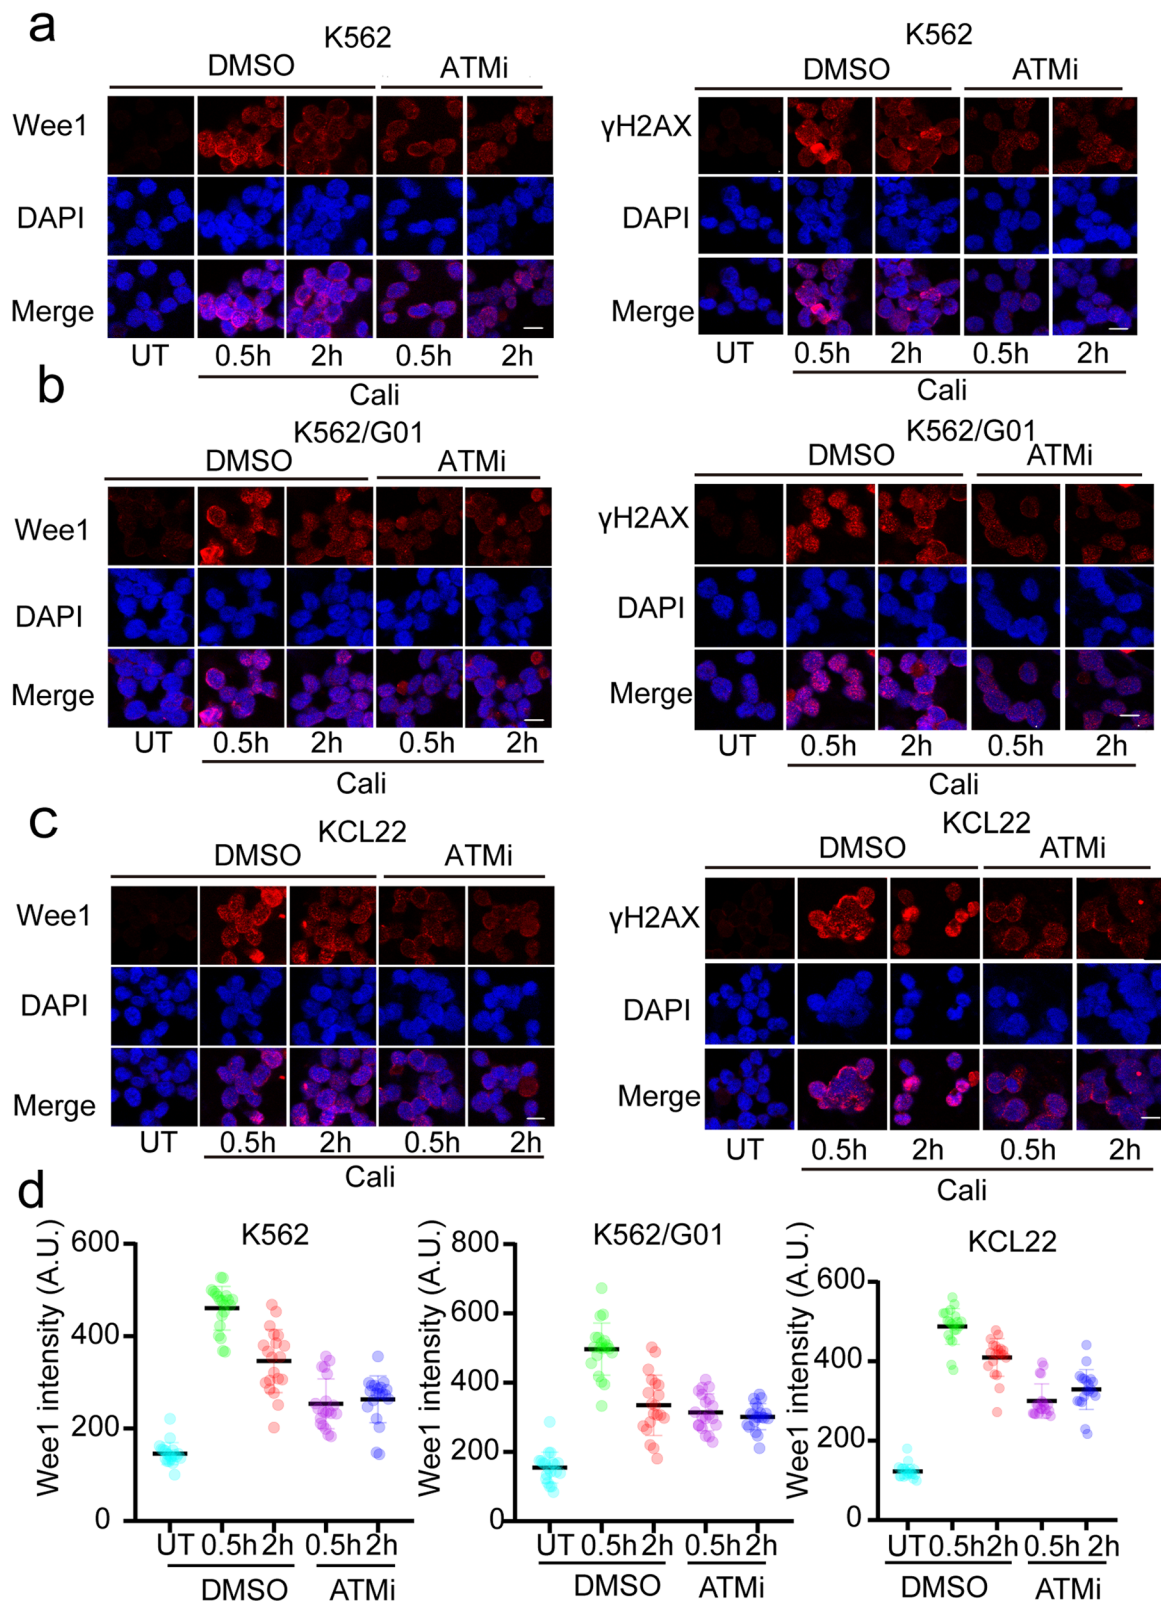 a
K562
DMSO ATMi
Wee1
DAPI
Merge
UT 0.5h 2h 0.5h 2h
Cali
K562
DMSO ATMi
γH2AX
DAPI
Merge
UT 0.5h 2h 0.5h 2h
Cali
b
K562/G01
DMSO ATMi
Wee1
DAPI
Merge
UT 0.5h 2h 0.5h 2h
Cali
K562/G01
DMSO ATMi
γH2AX
DAPI
Merge
UT 0.5h 2h 0.5h 2h
Cali
c
KCL22
DMSO ATMi
Wee1
DAPI
Merge
UT 0.5h 2h 0.5h 2h
Cali
KCL22
DMSO ATMi
γH2AX
DAPI
Merge
UT 0.5h 2h 0.5h 2h
Cali
d
K562
Wee1 intensity (A.U.)
600
400
200
0
UT 0.5h 2h 0.5h 2h
DMSO ATMi
K562/G01
Wee1 intensity (A.U.)
800
600
400
200
0
UT 0.5h 2h 0.5h 2h
DMSO ATMi
KCL22
Wee1 intensity (A.U.)
600
400
200
0
UT 0.5h 2h 0.5h 2h
DMSO ATMi